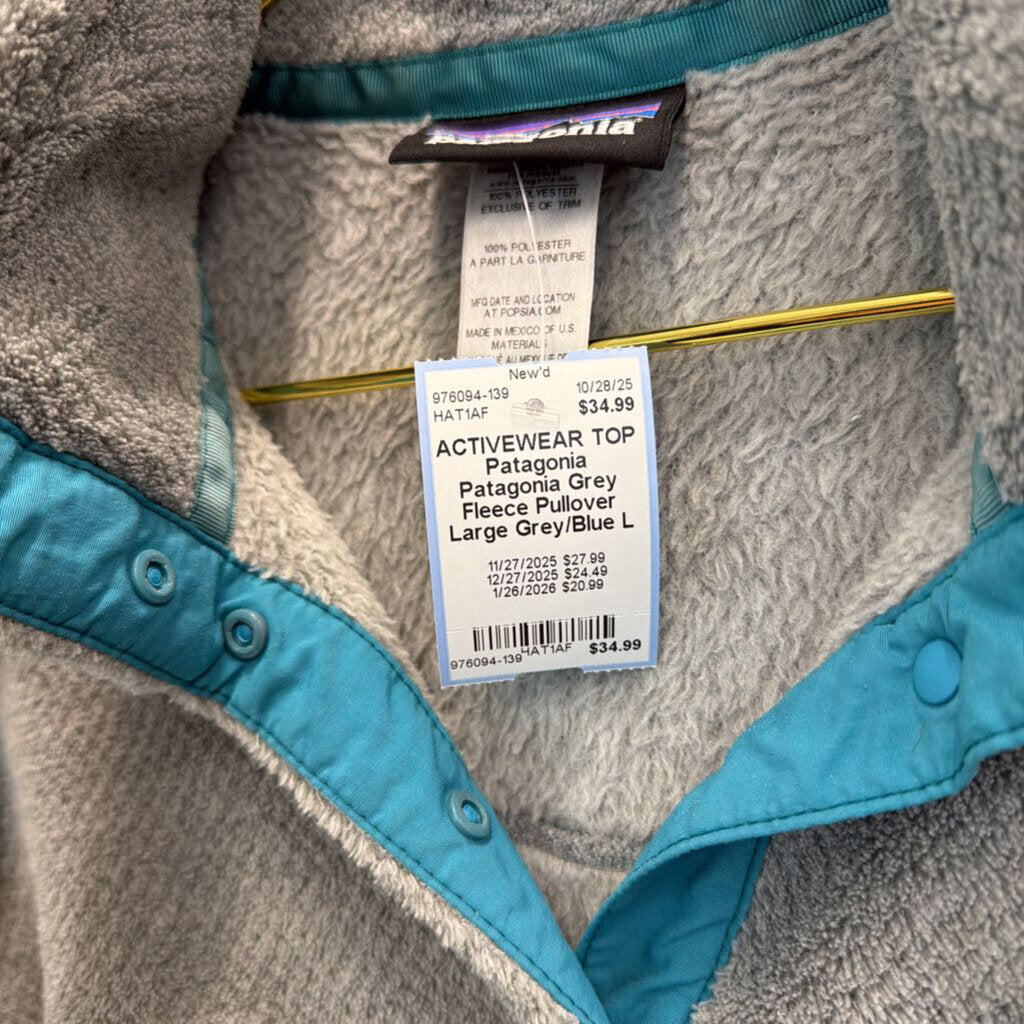 Patagonia®
www.patagonia.com
100% POLYESTER
EXCLUSIVE OF TRIM
100% POLYESTER
A PART LA GARNITURE
MFG DATE AND LOCATION
AT PCPSIA.COM
MADE IN MEXICO OF U.S.
MATERIALS
New'd
976094-139 10/28/25
HAT1AF $34.99
ACTIVEWEAR TOP
Patagonia
Patagonia Grey
Fleece Pullover
Large Grey/Blue L
11/27/2025 $27.99
12/27/2025 $24.49
1/26/2026 $20.99
976094-139 HAT1AF $34.99